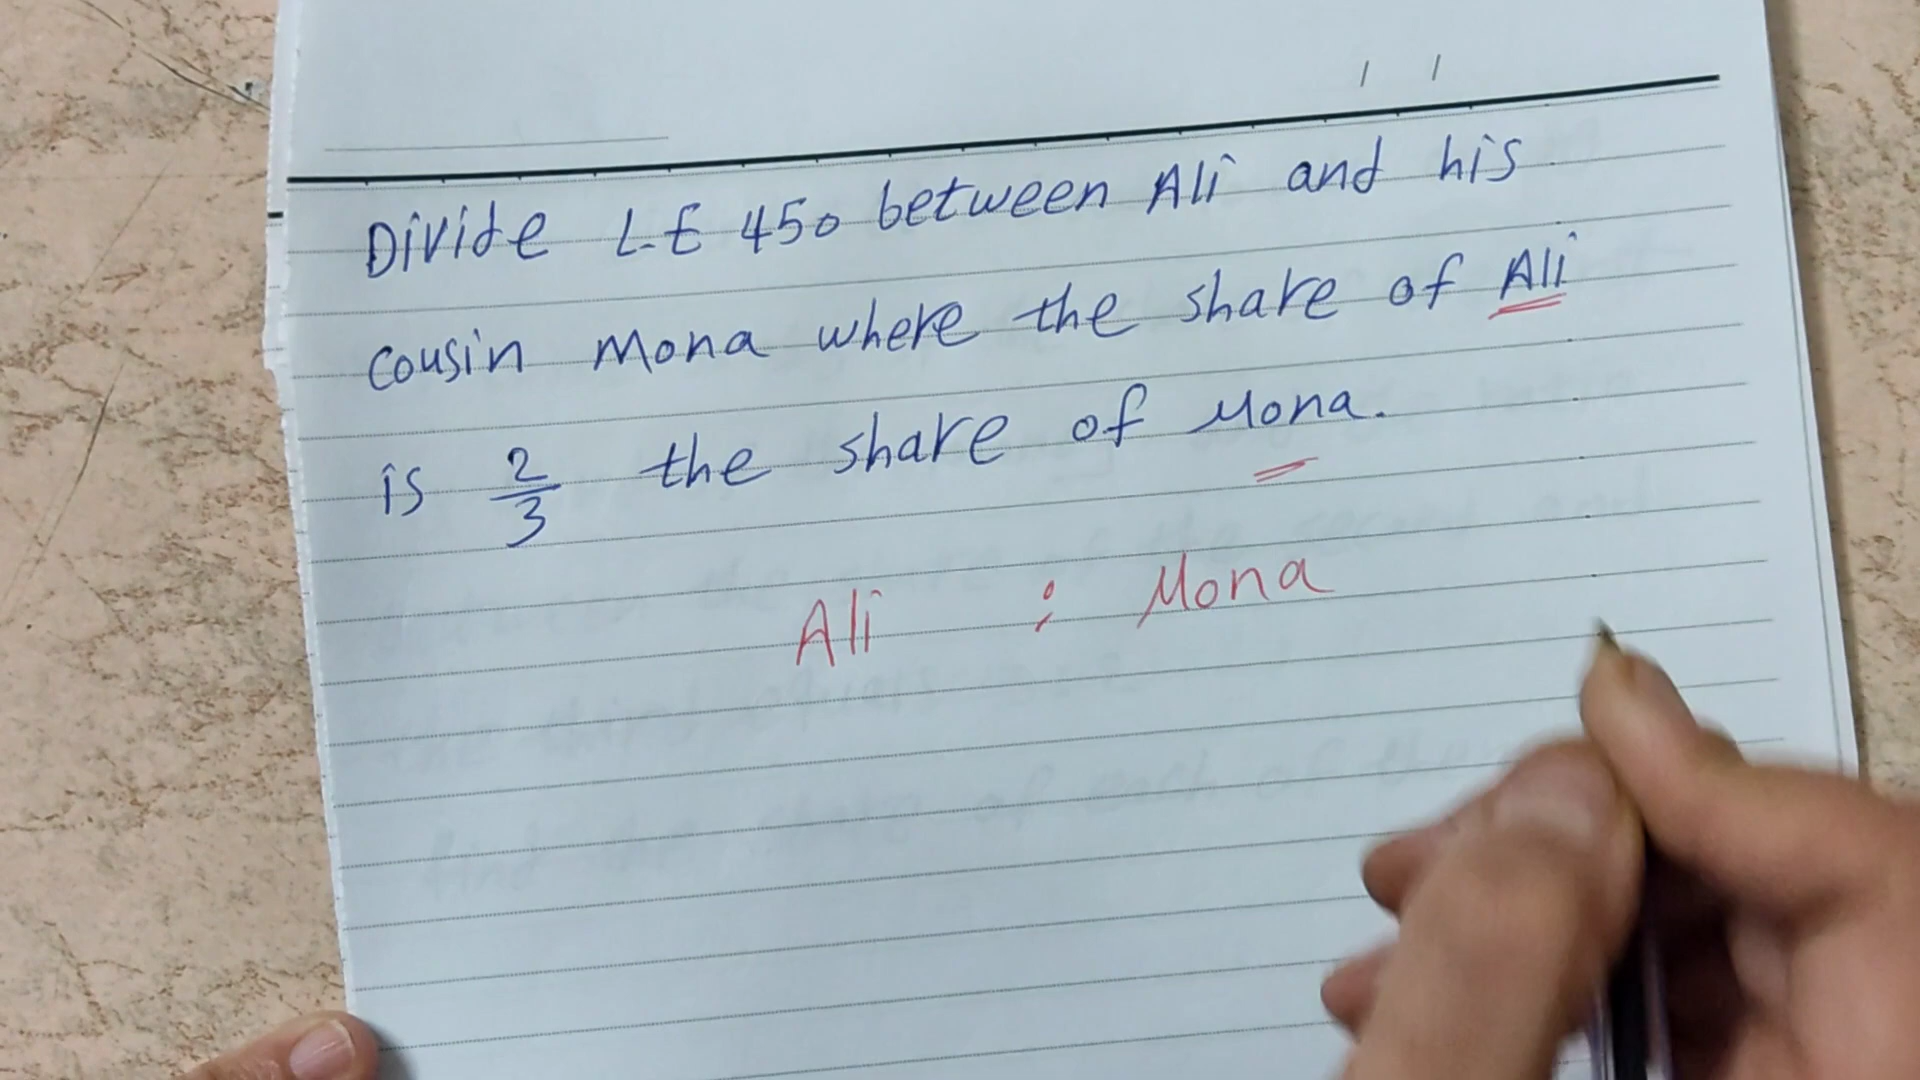 / /
Divide L.E 450 between Ali and his
cousin Mona where the share of Ali
is 2/3 the share of Mona.
Ali : Mona